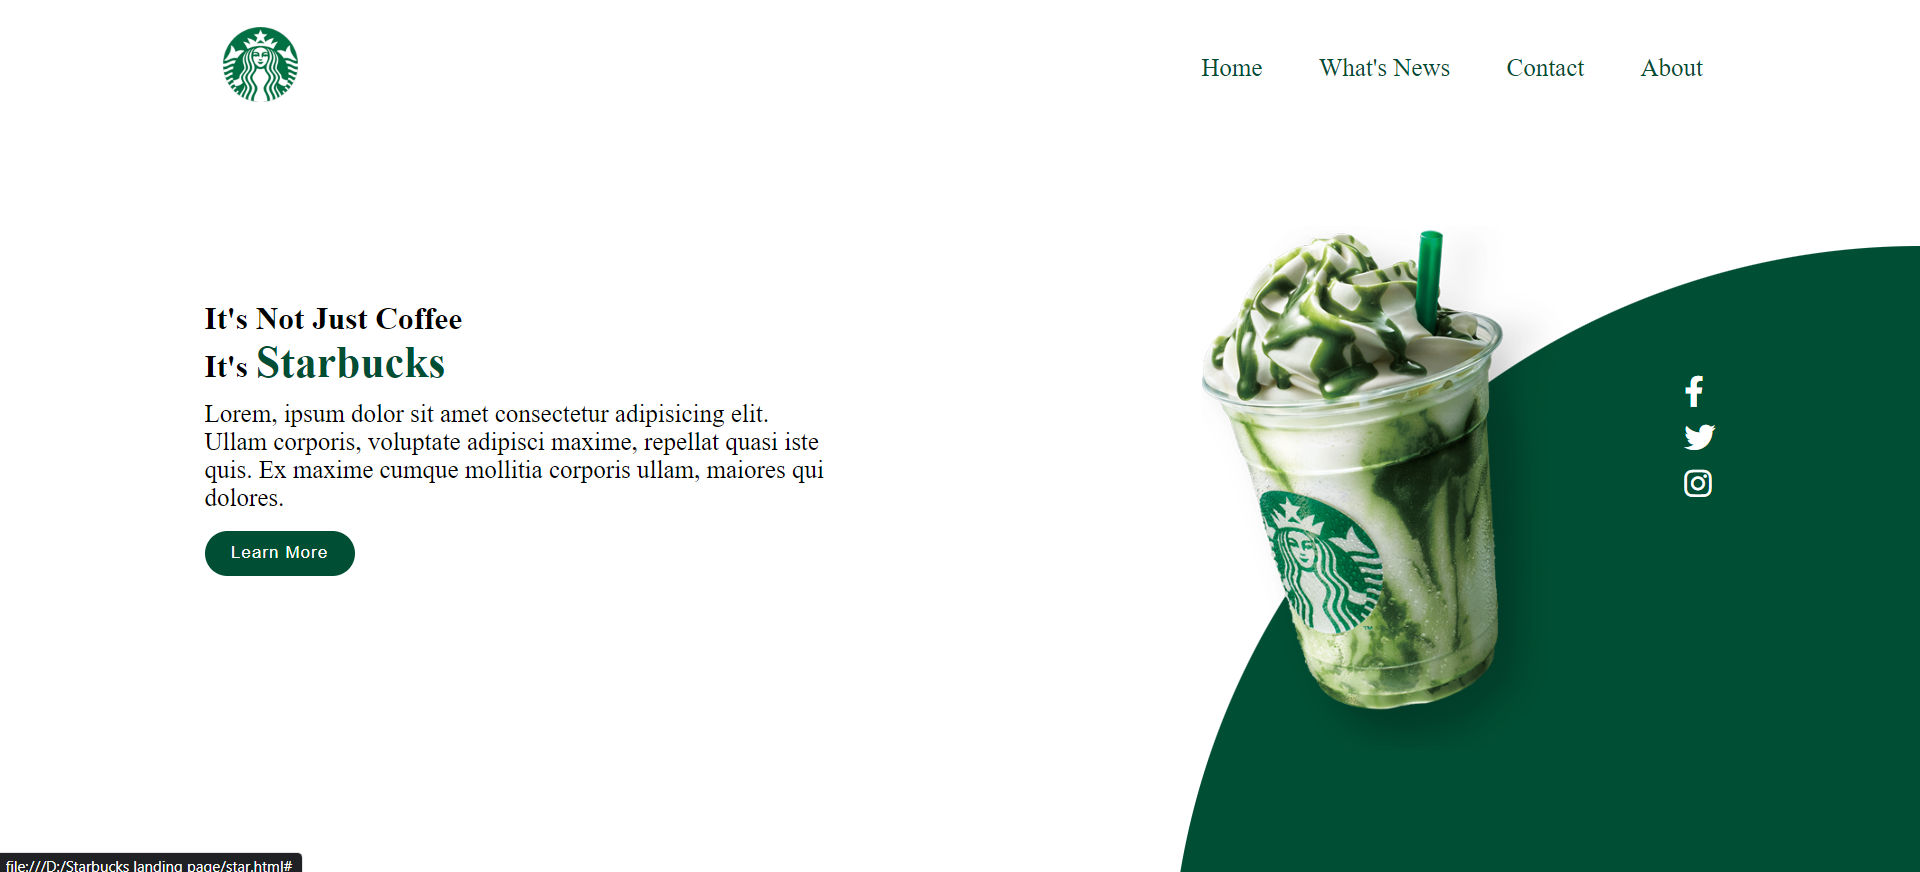 Home What's News Contact About
It's Not Just Coffee
It's Starbucks
Lorem, ipsum dolor sit amet consectetur adipisicing elit.
Ullam corporis, voluptate adipisci maxime, repellat quasi iste
quis. Ex maxime cumque mollitia corporis ullam, maiores qui
dolores.
Learn More
TM
file:///D:/Starbucks landing page/star.html#